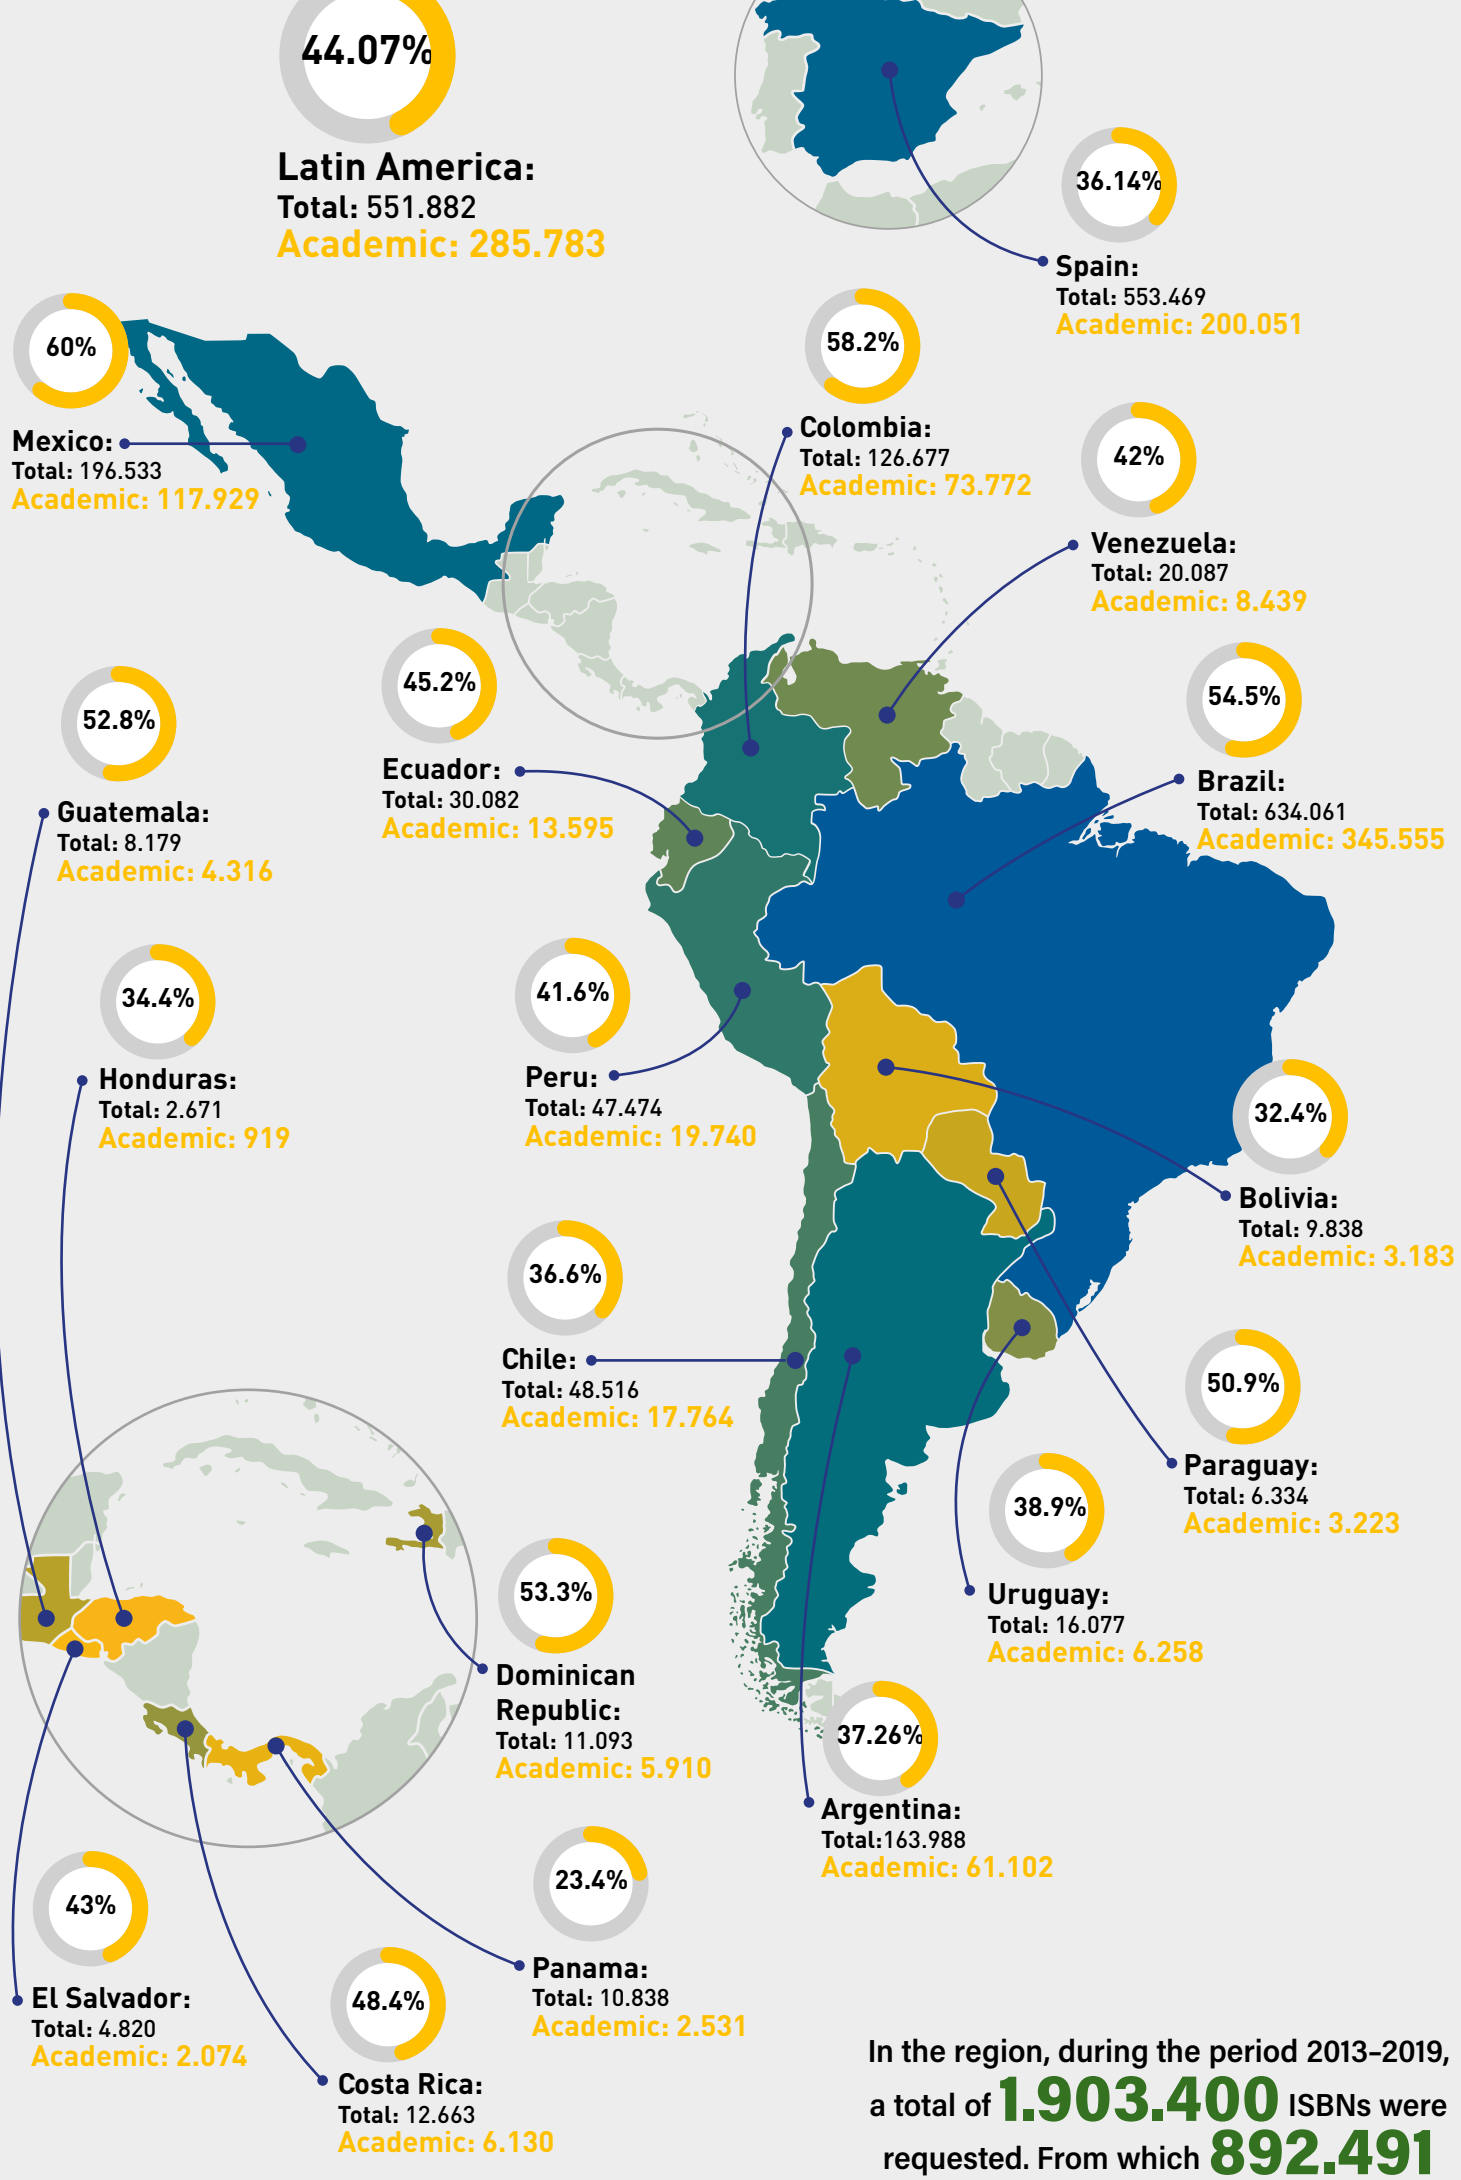 44.07%
Latin America:
Total: 551.882
Academic: 285.783
36.14%
Spain:
Total: 553.469
Academic: 200.051
60%
Mexico:
Total: 196.533
Academic: 117.929
58.2%
Colombia:
Total: 126.677
Academic: 73.772
42%
Venezuela:
Total: 20.087
Academic: 8.439
45.2%
Ecuador:
Total: 30.082
Academic: 13.595
52.8%
Guatemala:
Total: 8.179
Academic: 4.316
54.5%
Brazil:
Total: 634.061
Academic: 345.555
34.4%
Honduras:
Total: 2.671
Academic: 919
41.6%
Peru:
Total: 47.474
Academic: 19.740
32.4%
Bolivia:
Total: 9.838
Academic: 3.183
36.6%
Chile:
Total: 48.516
Academic: 17.764
50.9%
Paraguay:
Total: 6.334
Academic: 3.223
38.9%
Uruguay:
Total: 16.077
Academic: 6.258
53.3%
Dominican
Republic:
Total: 11.093
Academic: 5.910
37.26%
Argentina:
Total:163.988
Academic: 61.102
23.4%
Panama:
Total: 10.838
Academic: 2.531
43%
El Salvador:
Total: 4.820
Academic: 2.074
48.4%
Costa Rica:
Total: 12.663
Academic: 6.130
In the region, during the period 2013-2019,
a total of 1.903.400 ISBNs were
requested. From which 892.491